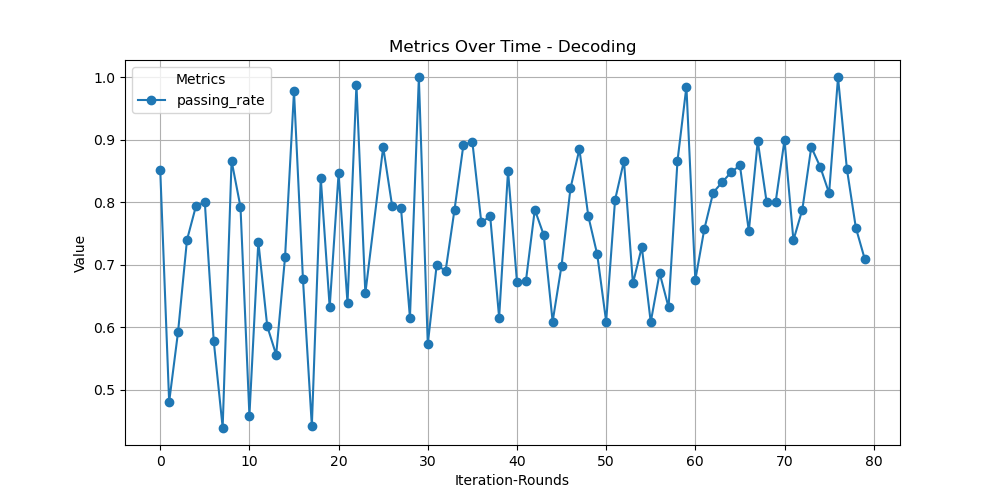 Metrics Over Time - Decoding
Metrics
passing_rate
1.0
0.9
0.8
0.7
0.6
0.5
Value
0 10 20 30 40 50 60 70 80
Iteration-Rounds